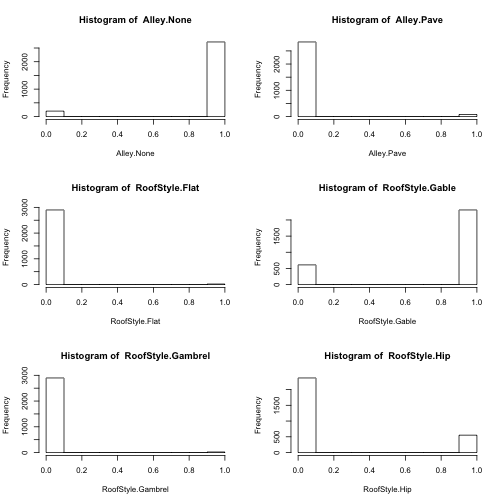 Histogram of Alley.None
Frequency
0 1000 2000
0.0 0.2 0.4 0.6 0.8 1.0
Alley.None
Histogram of Alley.Pave
Frequency
0 1000 2000
0.0 0.2 0.4 0.6 0.8 1.0
Alley.Pave
Histogram of RoofStyle.Flat
Frequency
0 1000 2000 3000
0.0 0.2 0.4 0.6 0.8 1.0
RoofStyle.Flat
Histogram of RoofStyle.Gable
Frequency
0 500 1500
0.0 0.2 0.4 0.6 0.8 1.0
RoofStyle.Gable
Histogram of RoofStyle.Gambrel
Frequency
0 1000 2000 3000
0.0 0.2 0.4 0.6 0.8 1.0
RoofStyle.Gambrel
Histogram of RoofStyle.Hip
Frequency
0 500 1500
0.0 0.2 0.4 0.6 0.8 1.0
RoofStyle.Hip